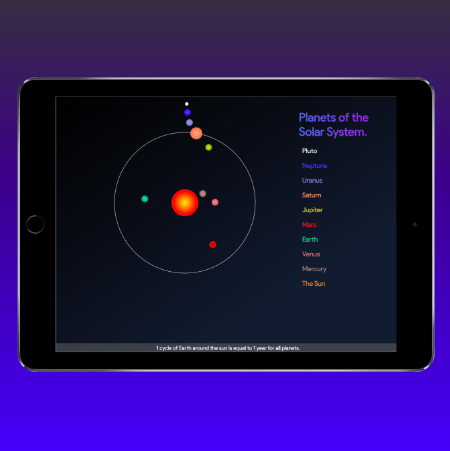 Planets of the
Solar System.
Pluto
Neptune
Uranus
Saturn
Jupiter
Mars
Earth
Venus
Mercury
The Sun
1 cycle of Earth around the sun is equal to 1 year for all planets.